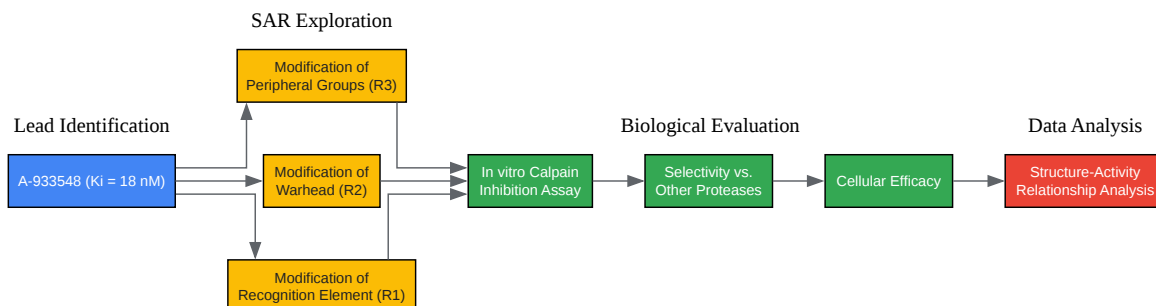 SAR Exploration
Modification of
Peripheral Groups (R3)
Lead Identification
Biological Evaluation
Data Analysis
A-933548 (Ki = 18 nM)
Modification of
Warhead (R2)
In vitro Calpain
Inhibition Assay
Selectivity vs.
Other Proteases
Cellular Efficacy
Structure-Activity
Relationship Analysis
Modification of
Recognition Element (R1)